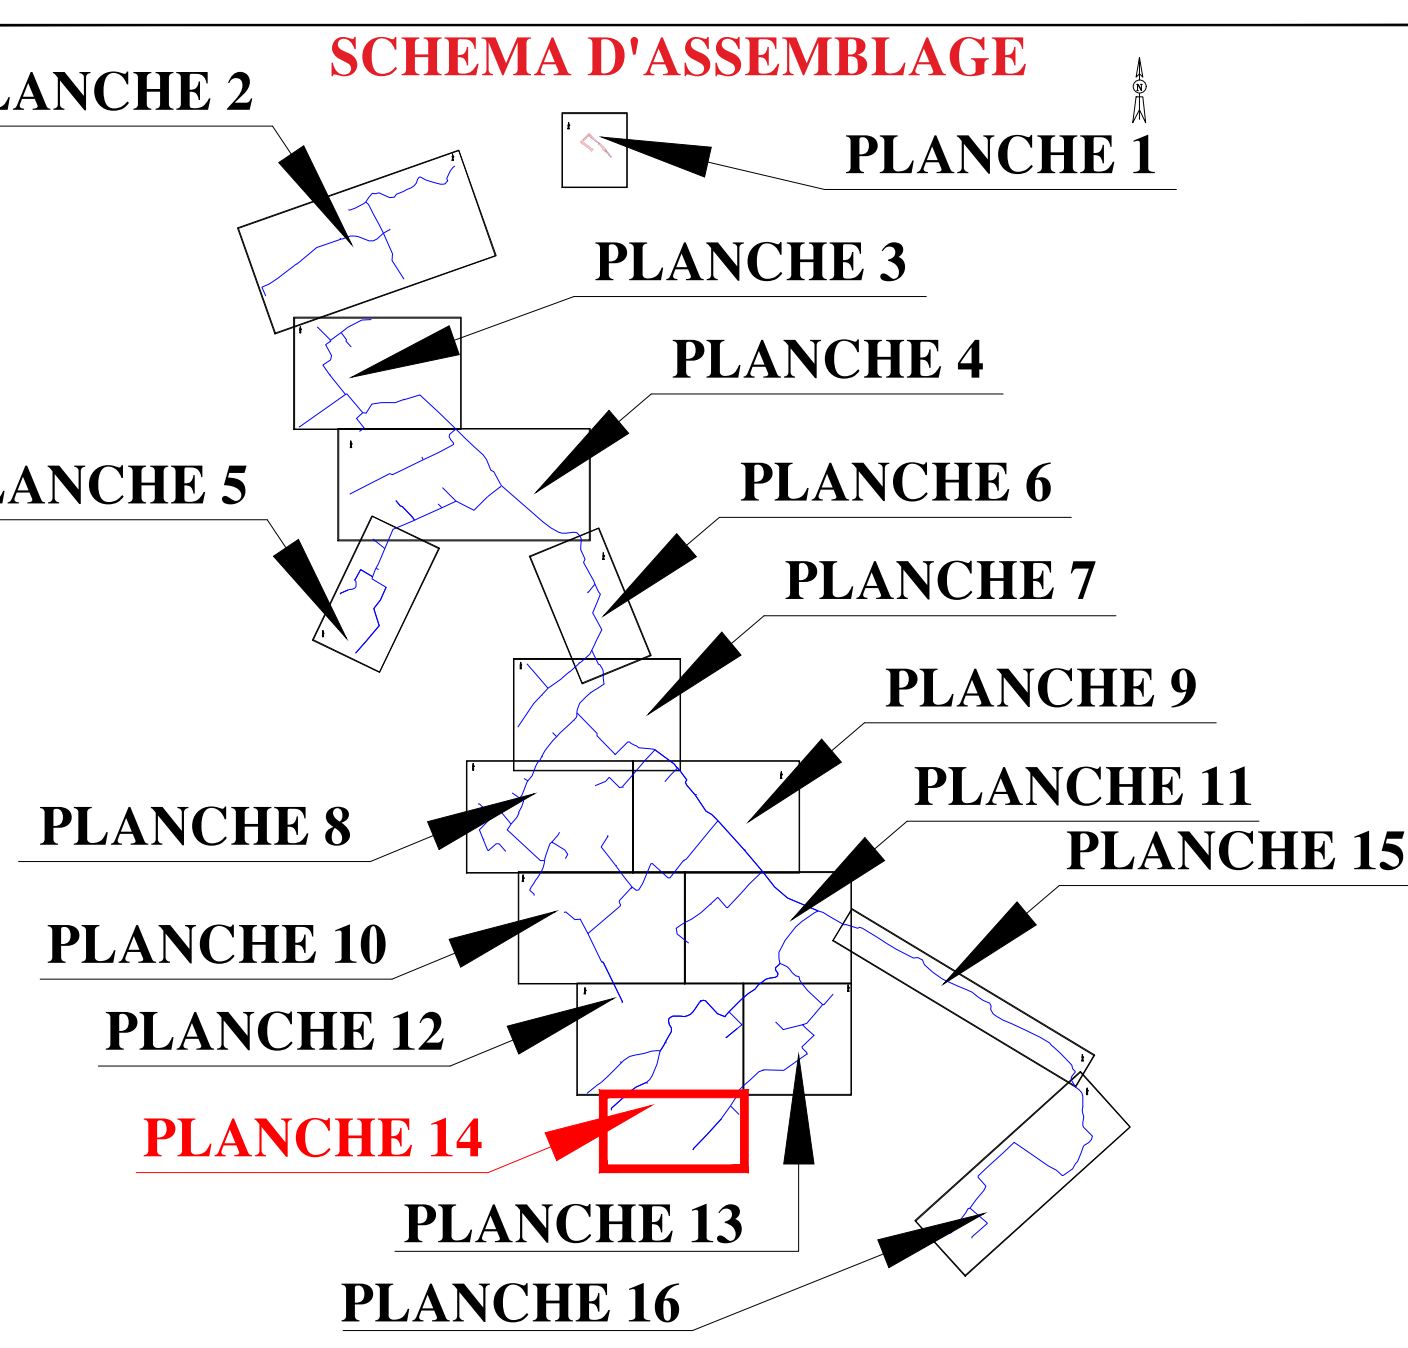 SCHEMA D'ASSEMBLAGE
N
LANCHE 2
PLANCHE 1
PLANCHE 3
PLANCHE 4
LANCHE 5
PLANCHE 6
PLANCHE 7
PLANCHE 9
PLANCHE 11
PLANCHE 8
PLANCHE 15
PLANCHE 10
PLANCHE 12
PLANCHE 14
PLANCHE 13
PLANCHE 16